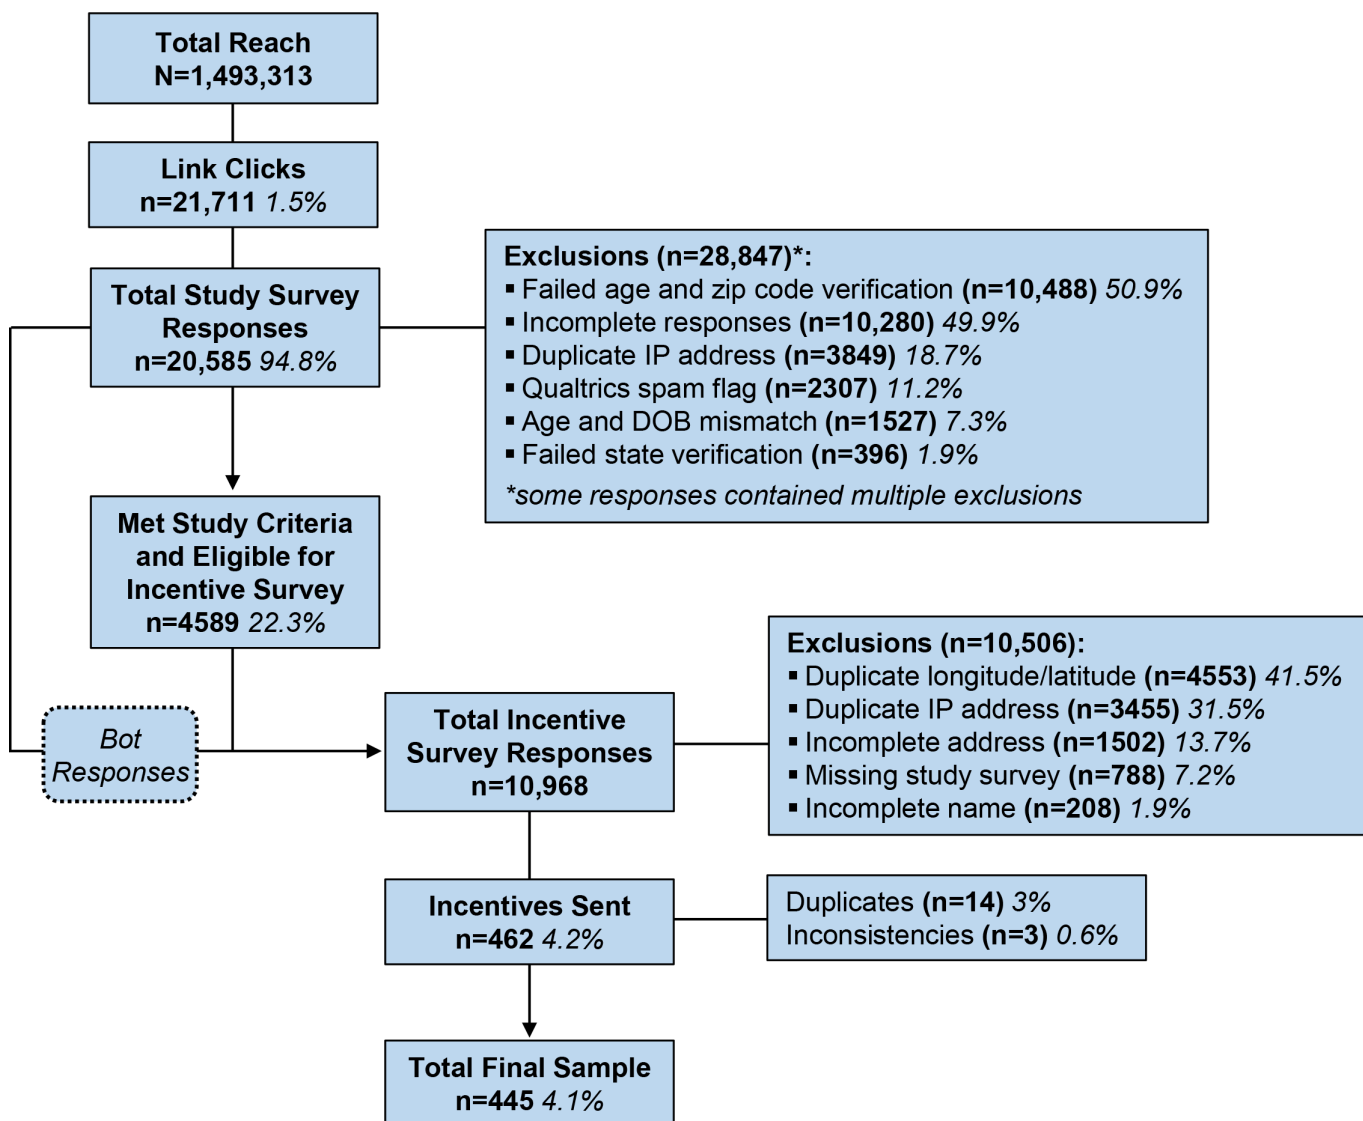 Total Reach
N=1,493,313
Link Clicks
n=21,711 1.5%
Total Study Survey
Responses
n=20,585 94.8%
Exclusions (n=28,847)*:
▪ Failed age and zip code verification (n=10,488) 50.9%
▪ Incomplete responses (n=10,280) 49.9%
▪ Duplicate IP address (n=3849) 18.7%
▪ Qualtrics spam flag (n=2307) 11.2%
▪ Age and DOB mismatch (n=1527) 7.3%
▪ Failed state verification (n=396) 1.9%
*some responses contained multiple exclusions
Met Study Criteria
and Eligible for
Incentive Survey
n=4589 22.3%
Bot
Responses
Total Incentive
Survey Responses
n=10,968
Exclusions (n=10,506):
▪ Duplicate longitude/latitude (n=4553) 41.5%
▪ Duplicate IP address (n=3455) 31.5%
▪ Incomplete address (n=1502) 13.7%
▪ Missing study survey (n=788) 7.2%
▪ Incomplete name (n=208) 1.9%
Incentives Sent
n=462 4.2%
Duplicates (n=14) 3%
Inconsistencies (n=3) 0.6%
Total Final Sample
n=445 4.1%